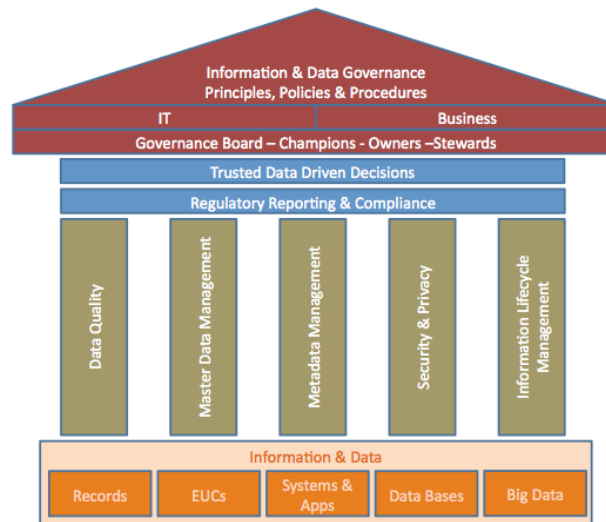 Information & Data Governance
Principles, Policies & Procedures
IT
Business
Governance Board – Champions - Owners –Stewards
Trusted Data Driven Decisions
Regulatory Reporting & Compliance
Data Quality
Master Data Management
Metadata Management
Security & Privacy
Information Lifecycle
Management
Information & Data
Records
EUCs
Systems &
Apps
Data Bases
Big Data